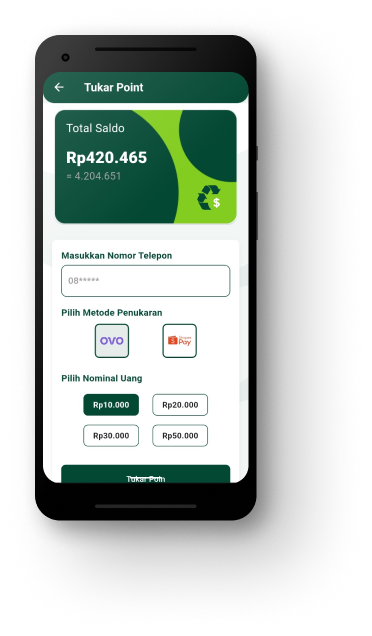 Tukar Point
Total Saldo
Rp420.465
= 4.204.651
$
Masukkan Nomor Telepon
08*****
Pilih Metode Penukaran
OVO
Pay
Pilih Nominal Uang
Rp10.000 Rp20.000
Rp30.000 Rp50.000
Tukar Poin